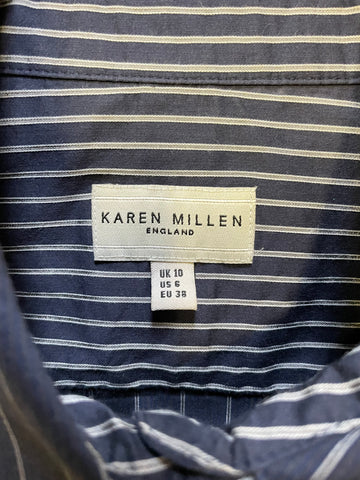 KAREN MILLEN
ENGLAND
UK 10
US 6
EU 38